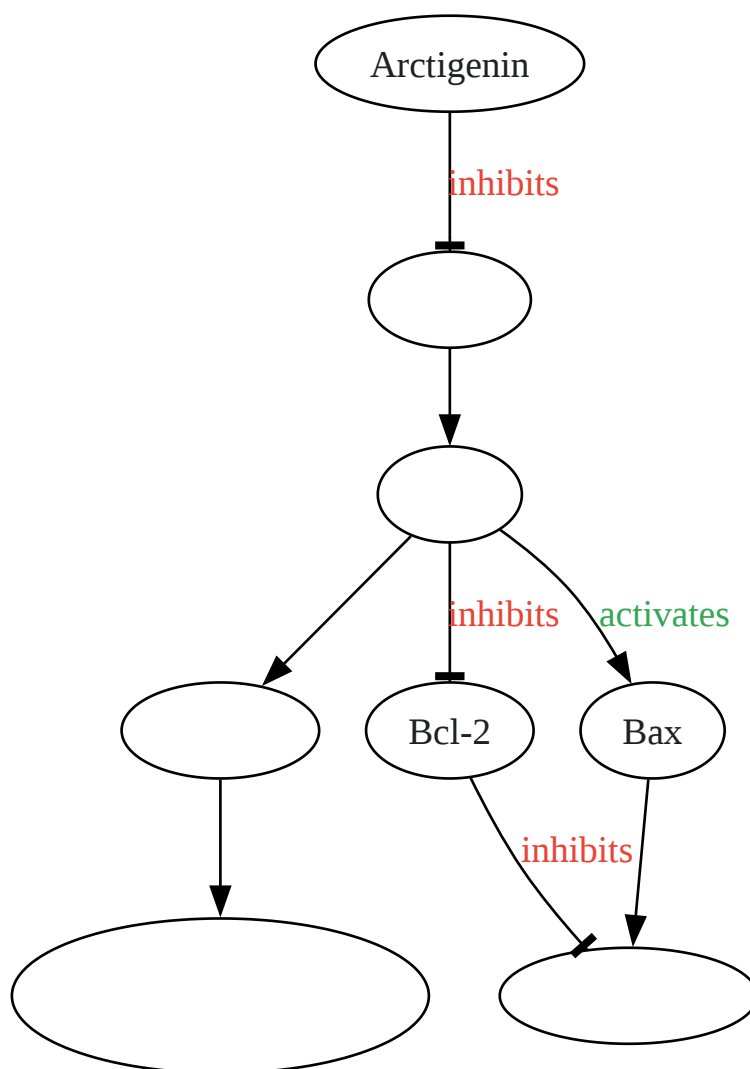 Arctigenin
inhibits
inhibits
activates
Bcl-2
Bax
inhibits